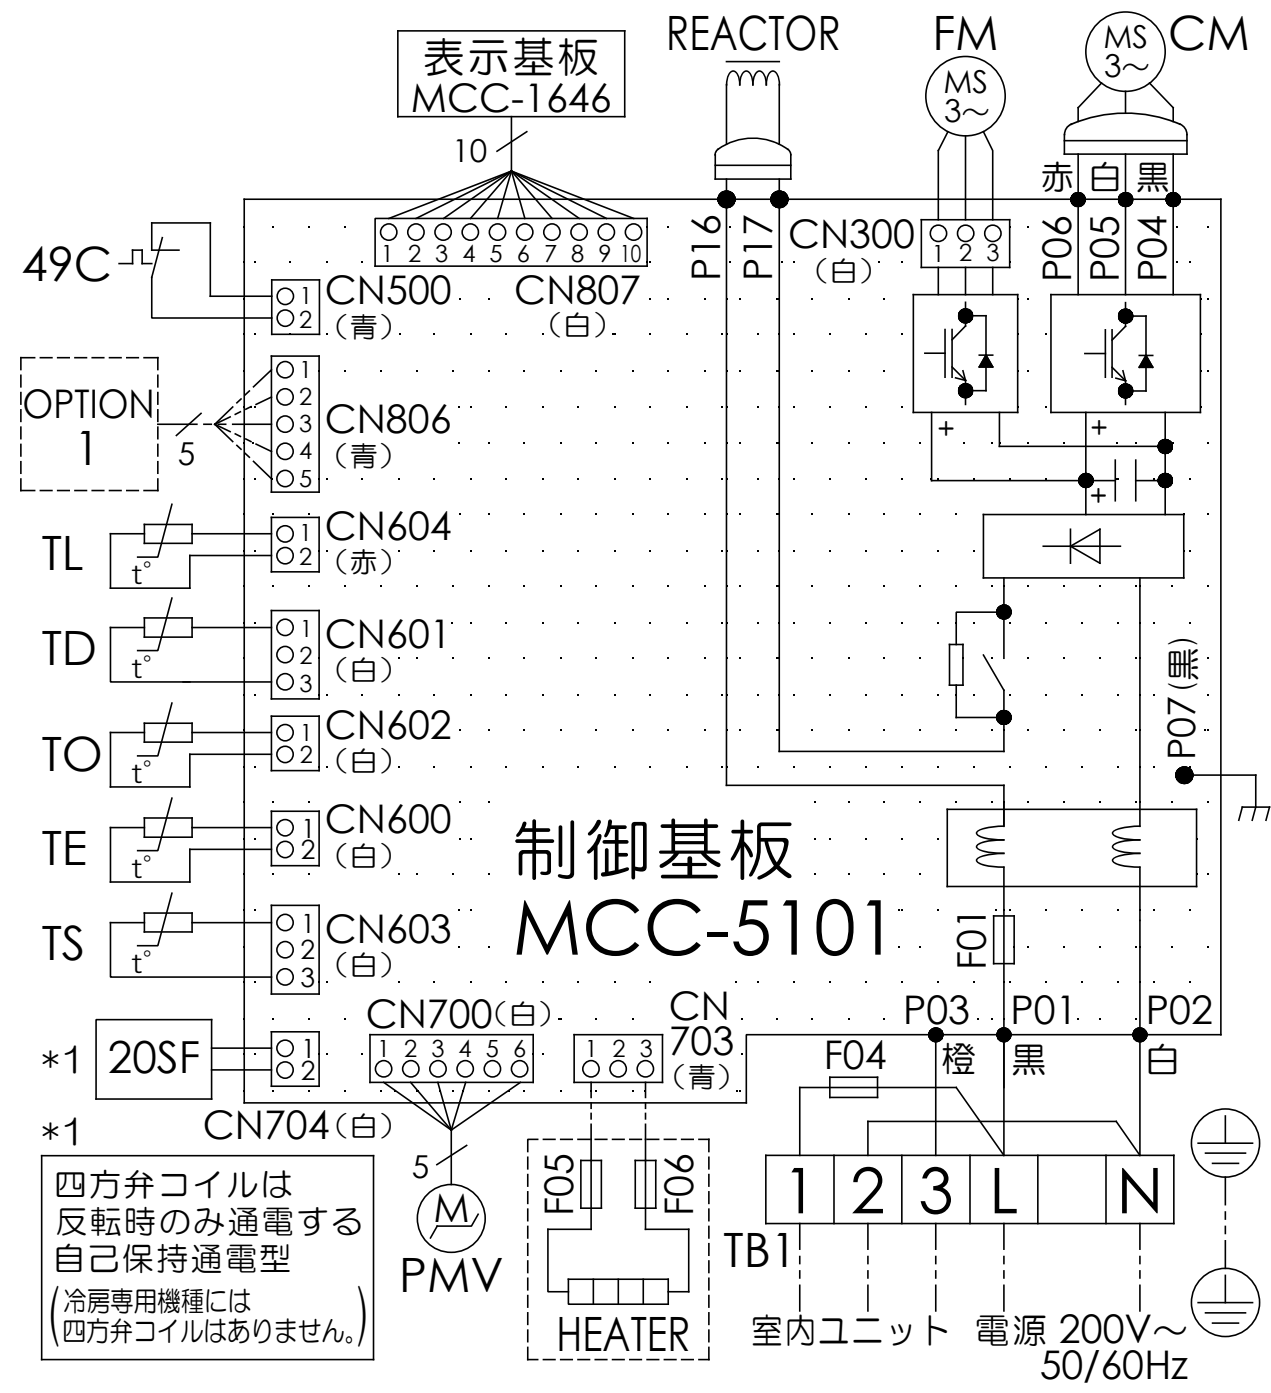 REACTOR
FM
CM
表示基板
MCC-1646
MS
3～
MS
3～
10
赤 白 黒
P16
P17
CN300
（白）
P06
P05
P04
1 2 3 4 5 6 7 8 9 10
1 2 3
49C
1
2
CN500
（青）
CN807
（白）
OPTION
1
5
1
2
3
4
5
CN806
（青）
+
+
+
TL
t°
1
2
CN604
（赤）
TD
t°
1
2
3
CN601
（白）
P07（黒）
TO
t°
1
2
CN602
（白）
TE
t°
1
2
CN600
（白）
制御基板
MCC-5101
TS
t°
1
2
3
CN603
（白）
F01
CN700（白）
CN
703
（青）
P03
P01
P02
橙
黒
白
*1
20SF
1
2
1 2 3 4 5 6
1 2 3
F04
CN704（白）
*1
四方弁コイルは
反転時のみ通電する
自己保持通電型
（冷房専用機種には
四方弁コイルはありません。）
5
M
PMV
F05
F06
HEATER
1 2 3 L N
TB1
室内ユニット
電源 200V～
50/60Hz